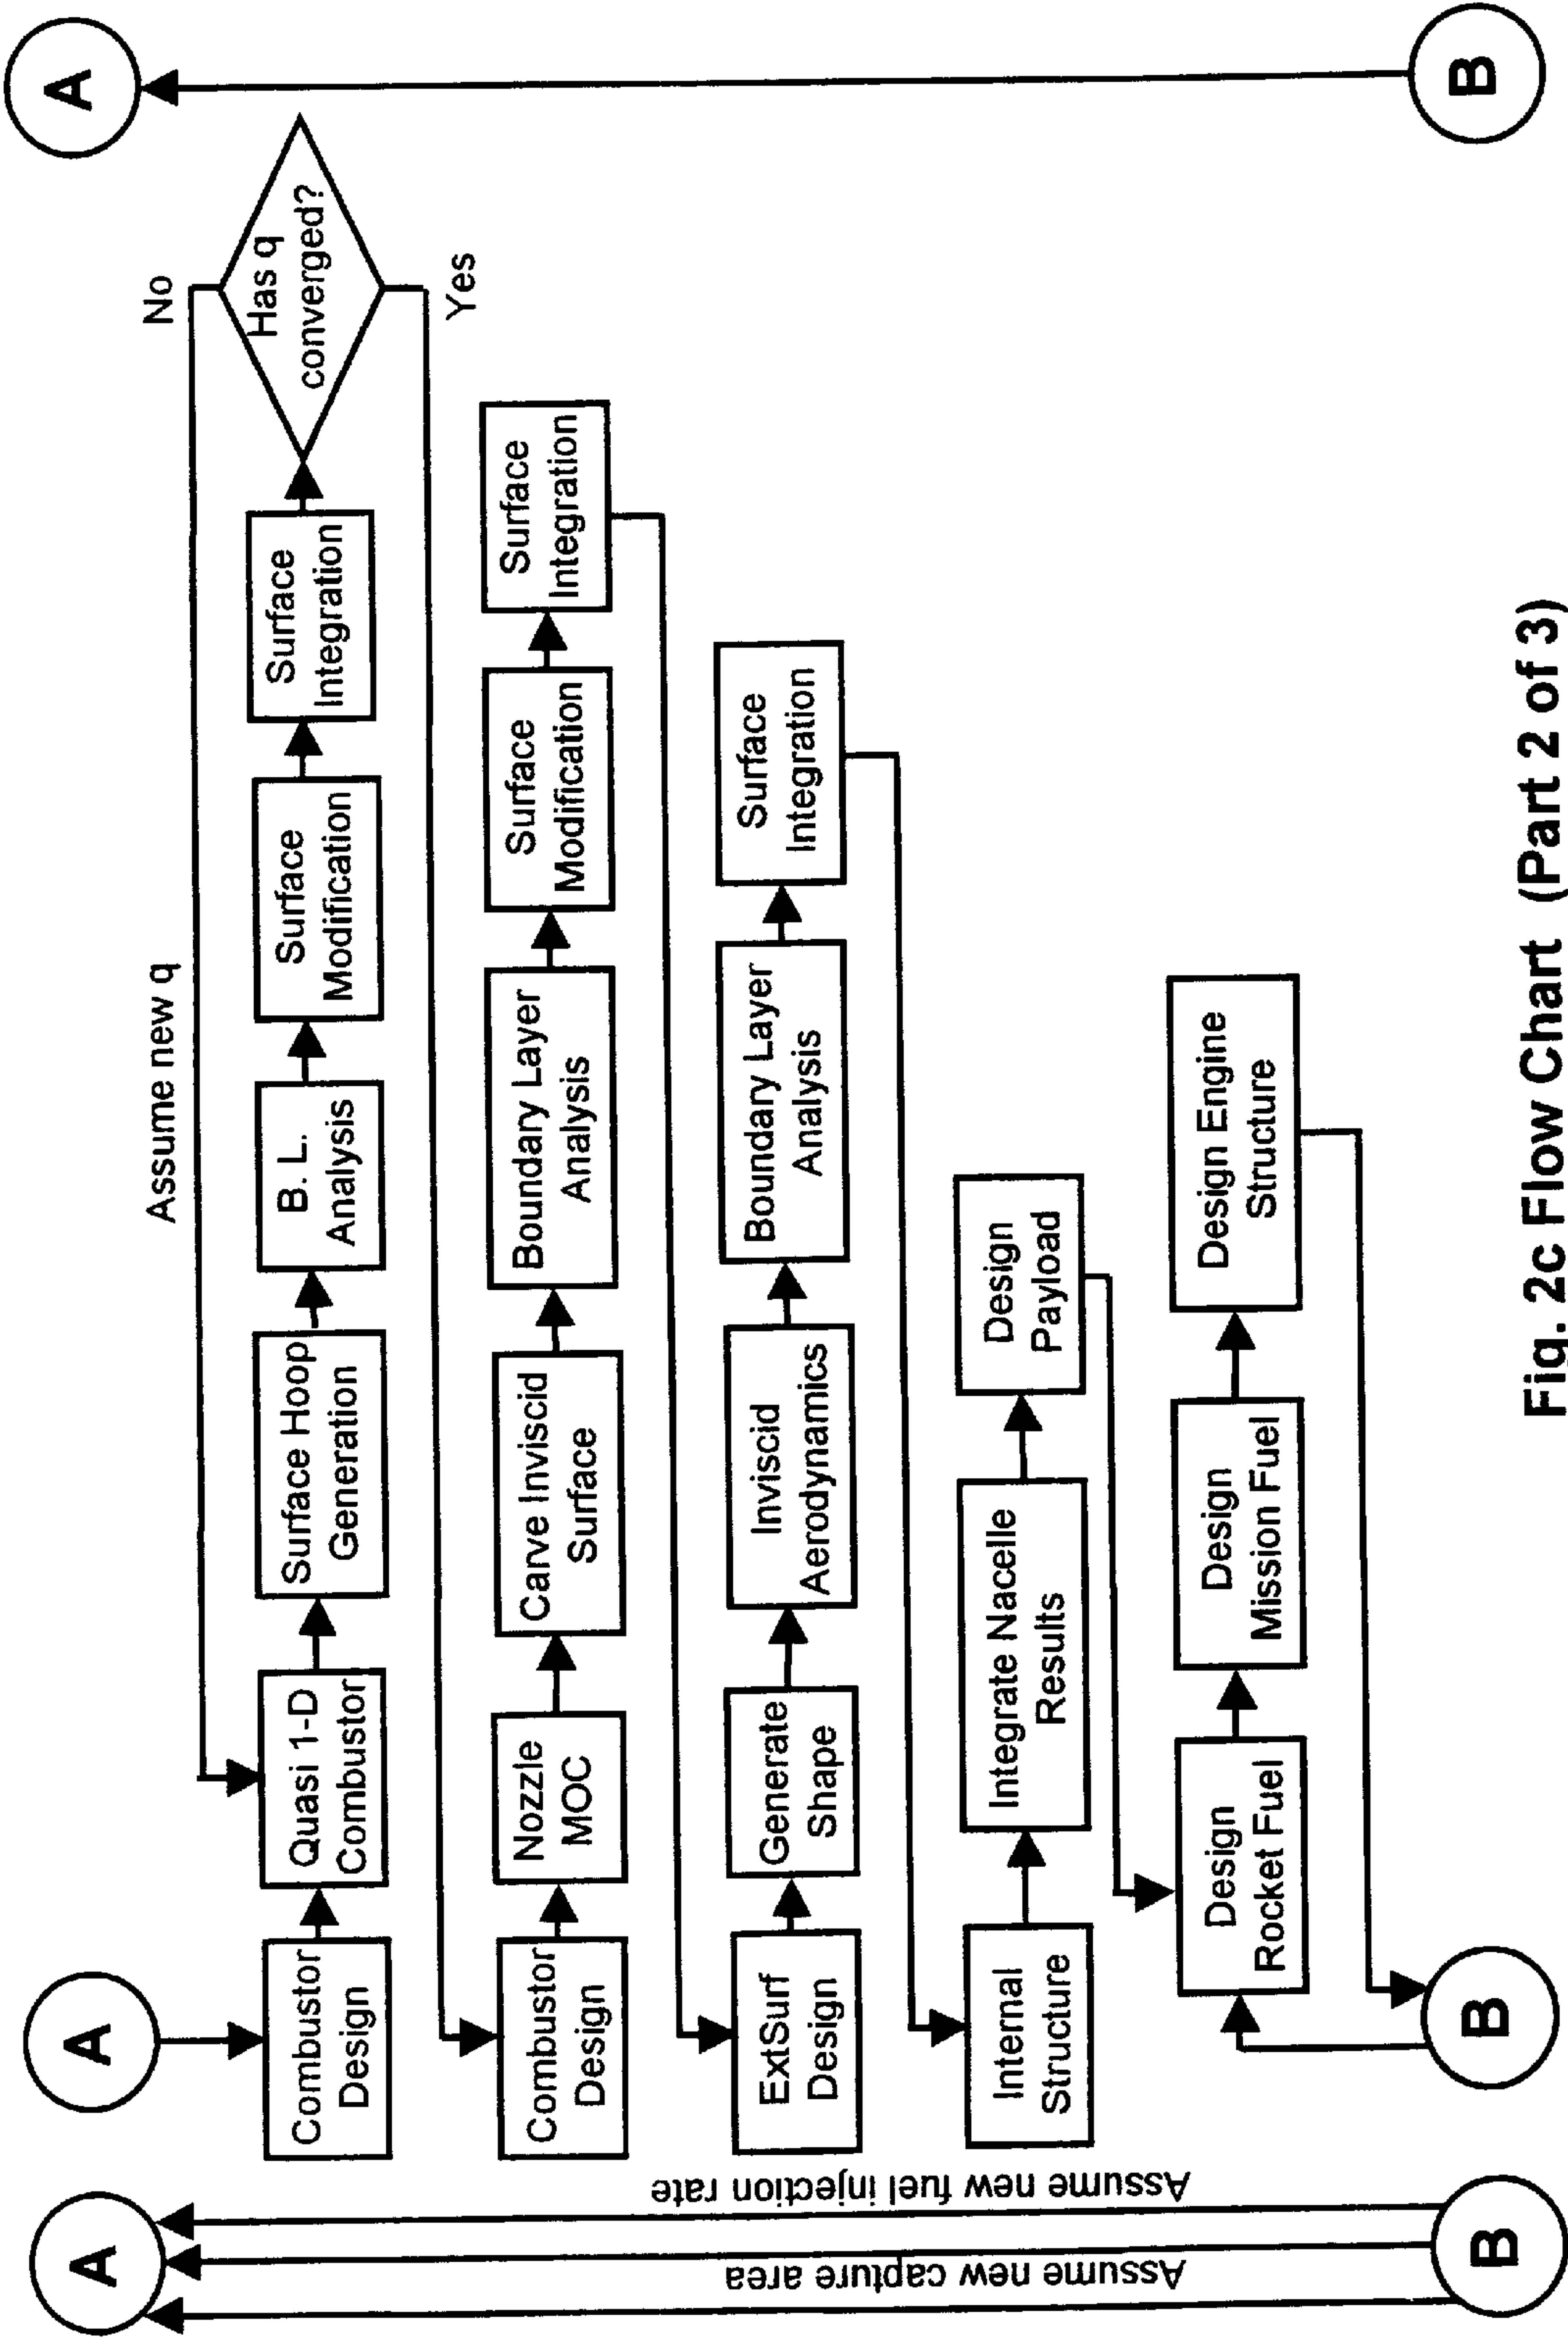 A
A
A
No
Assume new q
Combustor
Design
Quasi 1-D
Combustor
Surface Hoop
Generation
B. L.
Analysis
Surface
Modification
Surface
Integration
Has q
converged?
Yes
Combustor
Design
Nozzle
MOC
Carve Inviscid
Surface
Boundary Layer
Analysis
Surface
Modification
Surface
Integration
ExtSurf
Design
Generate
Shape
Inviscid
Aerodynamics
Boundary Layer
Analysis
Surface
Integration
Internal
Structure
Integrate Nacelle
Results
Design
Payload
Design
Rocket Fuel
Design
Mission Fuel
Design Engine
Structure
Assume new capture area
Assume new fuel injection rate
B
B
B
Fig. 2c Flow Chart (Part 2 of 3)